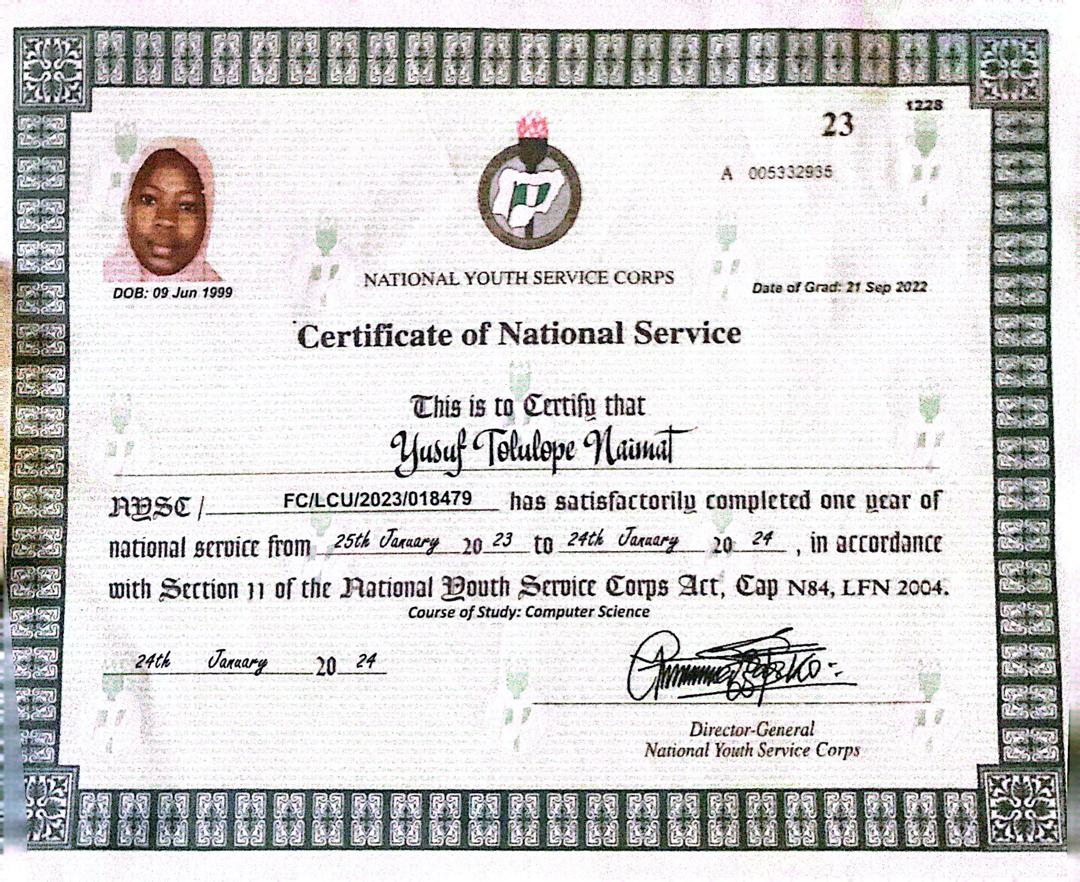 1228
23
A 005332935
NATIONAL YOUTH SERVICE CORPS
DOB: 09 Jun 1999
Date of Grad: 21 Sep 2022
Certificate of National Service
This is to Certify that
Yusuf Tolulope Naimat
NYSC / FC/LCU/2023/018479 has satisfactorily completed one year of
national service from 25th January 20 23 to 24th January 20 24 , in accordance
with Section 11 of the National Youth Service Corps Act, Cap N84, LFN 2004.
Course of Study: Computer Science
24th January 20 24
Director-General
National Youth Service Corps